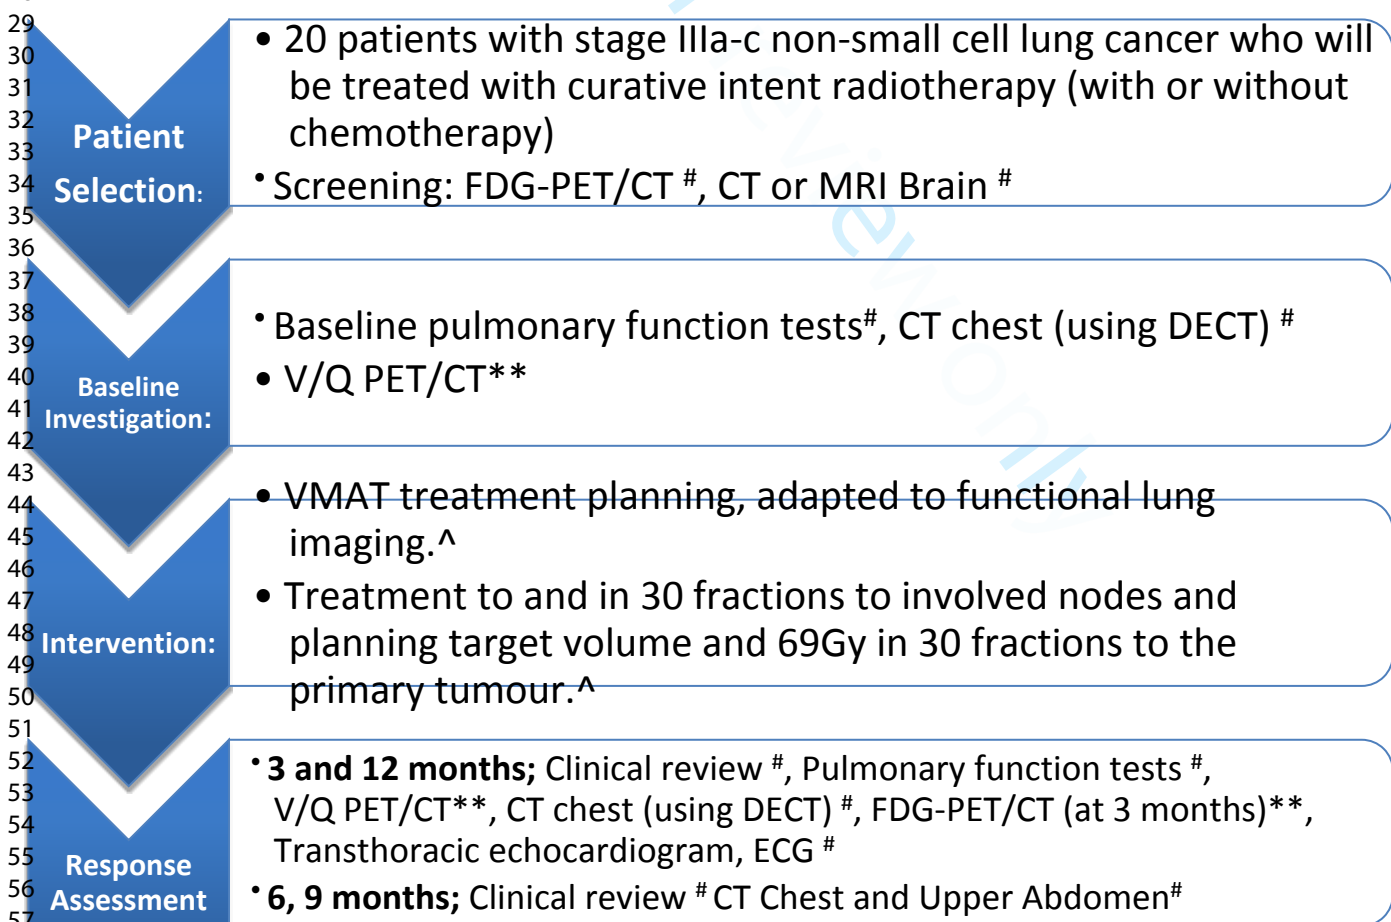 29
30
31
32
33
34
35
36
37
38
39
40
41
42
43
44
45
46
47
48
49
50
51
52
53
54
55
56
57
Patient
Selection:
• 20 patients with stage IIIa-c non-small cell lung cancer who will
be treated with curative intent radiotherapy (with or without
chemotherapy)
• Screening: FDG-PET/CT #, CT or MRI Brain #
Baseline
Investigation:
• Baseline pulmonary function tests#, CT chest (using DECT) #
• V/Q PET/CT**
Intervention:
• VMAT treatment planning, adapted to functional lung
imaging.^
• Treatment to and in 30 fractions to involved nodes and
planning target volume and 69Gy in 30 fractions to the
primary tumour.^
Response
Assessment
• 3 and 12 months; Clinical review #, Pulmonary function tests #,
V/Q PET/CT**, CT chest (using DECT) #, FDG-PET/CT (at 3 months)**,
Transthoracic echocardiogram, ECG #
• 6, 9 months; Clinical review # CT Chest and Upper Abdomen#
review only